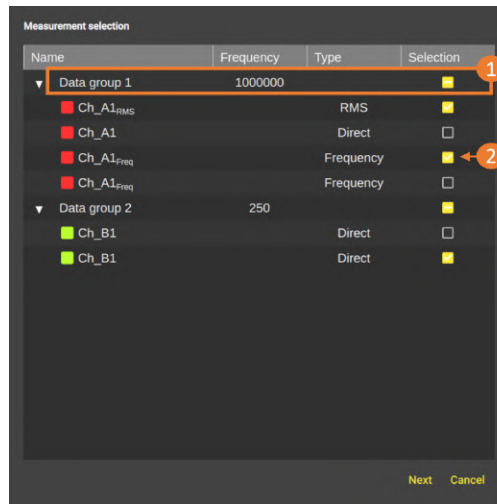 Measurement selection
Name Frequency Type Selection
1
Data group 1 1000000
Ch_A1RMS RMS
Ch_A1 Direct
Ch_A1Freq Frequency
2
Ch_A1Freq Frequency
Data group 2 250
Ch_B1 Direct
Ch_B1 Direct
Next Cancel